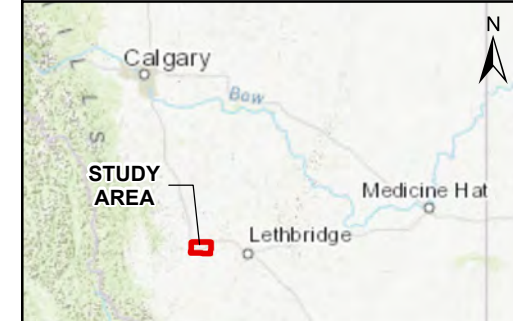 N
Calgary
Bow
L
L
S
STUDY
AREA
Medicine Hat
Lethbridge